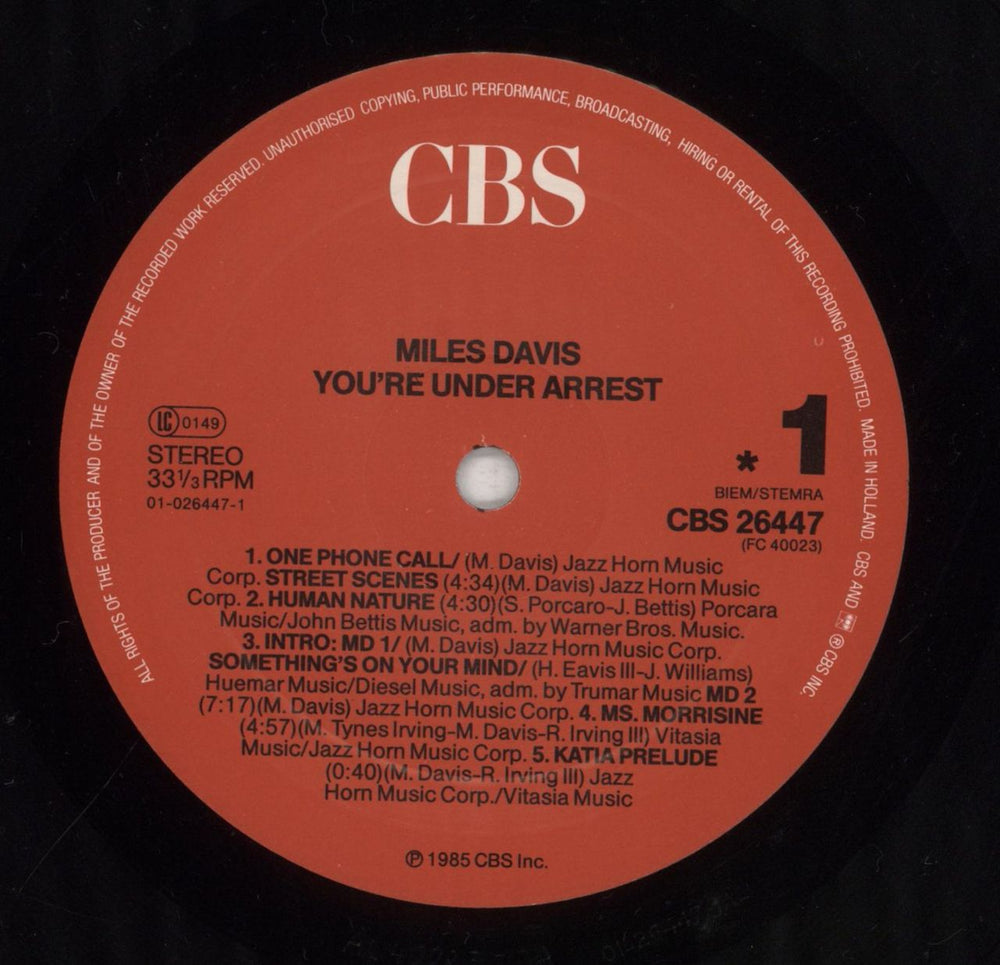 ALL RIGHTS OF THE PRODUCER AND OF THE OWNER OF THE RECORDED WORK RESERVED. UNAUTHORISED COPYING, PUBLIC PERFORMANCE, BROADCASTING, HIRING OR RENTAL OF THIS RECORDING PROHIBITED. MADE IN HOLLAND. CBS AND ℗ CBS INC.
CBS
MILES DAVIS
YOU'RE UNDER ARREST
LC 0149
STEREO
33 1/3 RPM
01-026447-1
* 1
BIEM/STEMRA
CBS 26447
(FC 40023)
1. ONE PHONE CALL/ (M. Davis) Jazz Horn Music
Corp. STREET SCENES (4:34)(M. Davis) Jazz Horn Music
Corp. 2. HUMAN NATURE (4:30)(S. Porcaro-J. Bettis) Porcara
Music/John Bettis Music, adm. by Warner Bros. Music.
3. INTRO: MD 1/ (M. Davis) Jazz Horn Music Corp.
SOMETHING'S ON YOUR MIND/ (H. Eavis III-J. Williams)
Huemar Music/Diesel Music, adm. by Trumar Music MD 2
(7:17)(M. Davis) Jazz Horn Music Corp. 4. MS. MORRISINE
(4:57)(M. Tynes Irving-M. Davis-R. Irving III) Vitasia
Music/Jazz Horn Music Corp. 5. KATIA PRELUDE
(0:40)(M. Davis-R. Irving III) Jazz
Horn Music Corp./Vitasia Music
℗ 1985 CBS Inc.